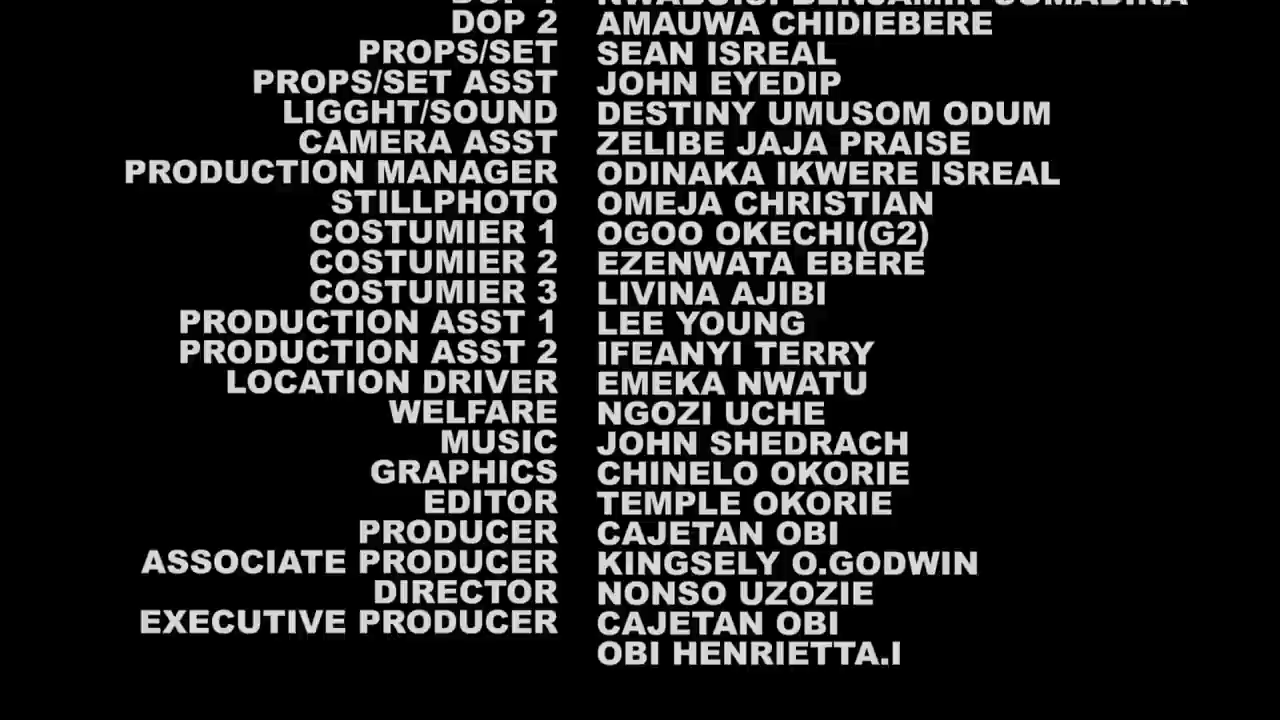 DOP 2 AMAUWA CHIDIEBERE
PROPS/SET SEAN ISREAL
PROPS/SET ASST JOHN EYEDIP
LIGGHT/SOUND DESTINY UMUSOM ODUM
CAMERA ASST ZELIBE JAJA PRAISE
PRODUCTION MANAGER ODINAKA IKWERE ISREAL
STILLPHOTO OMEJA CHRISTIAN
COSTUMIER 1 OGOO OKECHI(G2)
COSTUMIER 2 EZENWATA EBERE
COSTUMIER 3 LIVINA AJIBI
PRODUCTION ASST 1 LEE YOUNG
PRODUCTION ASST 2 IFEANYI TERRY
LOCATION DRIVER EMEKA NWATU
WELFARE NGOZI UCHE
MUSIC JOHN SHEDRACH
GRAPHICS CHINELO OKORIE
EDITOR TEMPLE OKORIE
PRODUCER CAJETAN OBI
ASSOCIATE PRODUCER KINGSELY O.GODWIN
DIRECTOR NONSO UZOZIE
EXECUTIVE PRODUCER CAJETAN OBI
OBI HENRIETTA.I